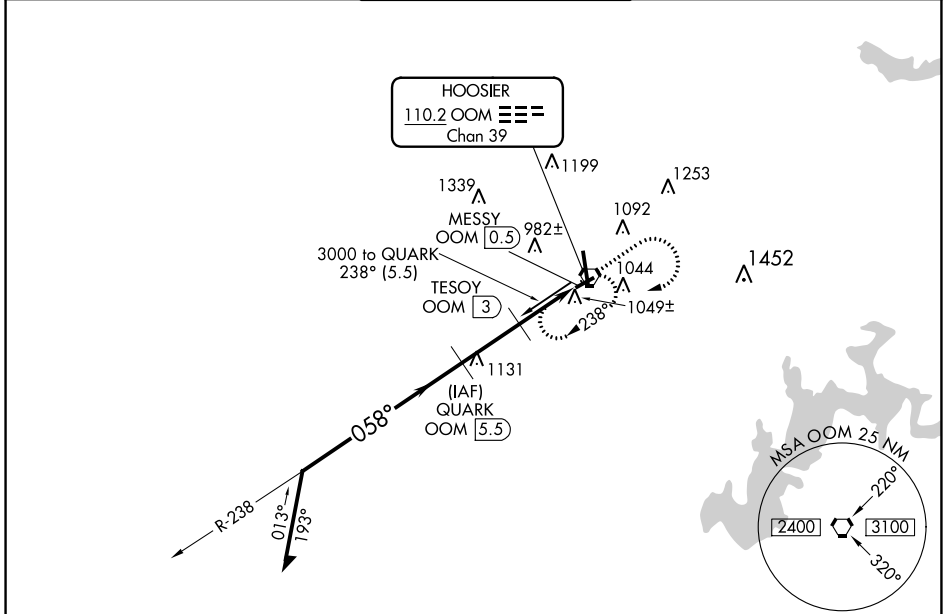 HOOSIER
110.2 OOM
Chan 39
1199
1253
1339
1092
MESSY
OOM 0.5
982±
3000 to QUARK
238° (5.5)
1044
1452
TESOY
OOM 3
1049±
238°
1131
(IAF)
QUARK
OOM 5.5
058°
R-238
013°
193°
MSA OOM 25 NM
220°
2400
3100
320°